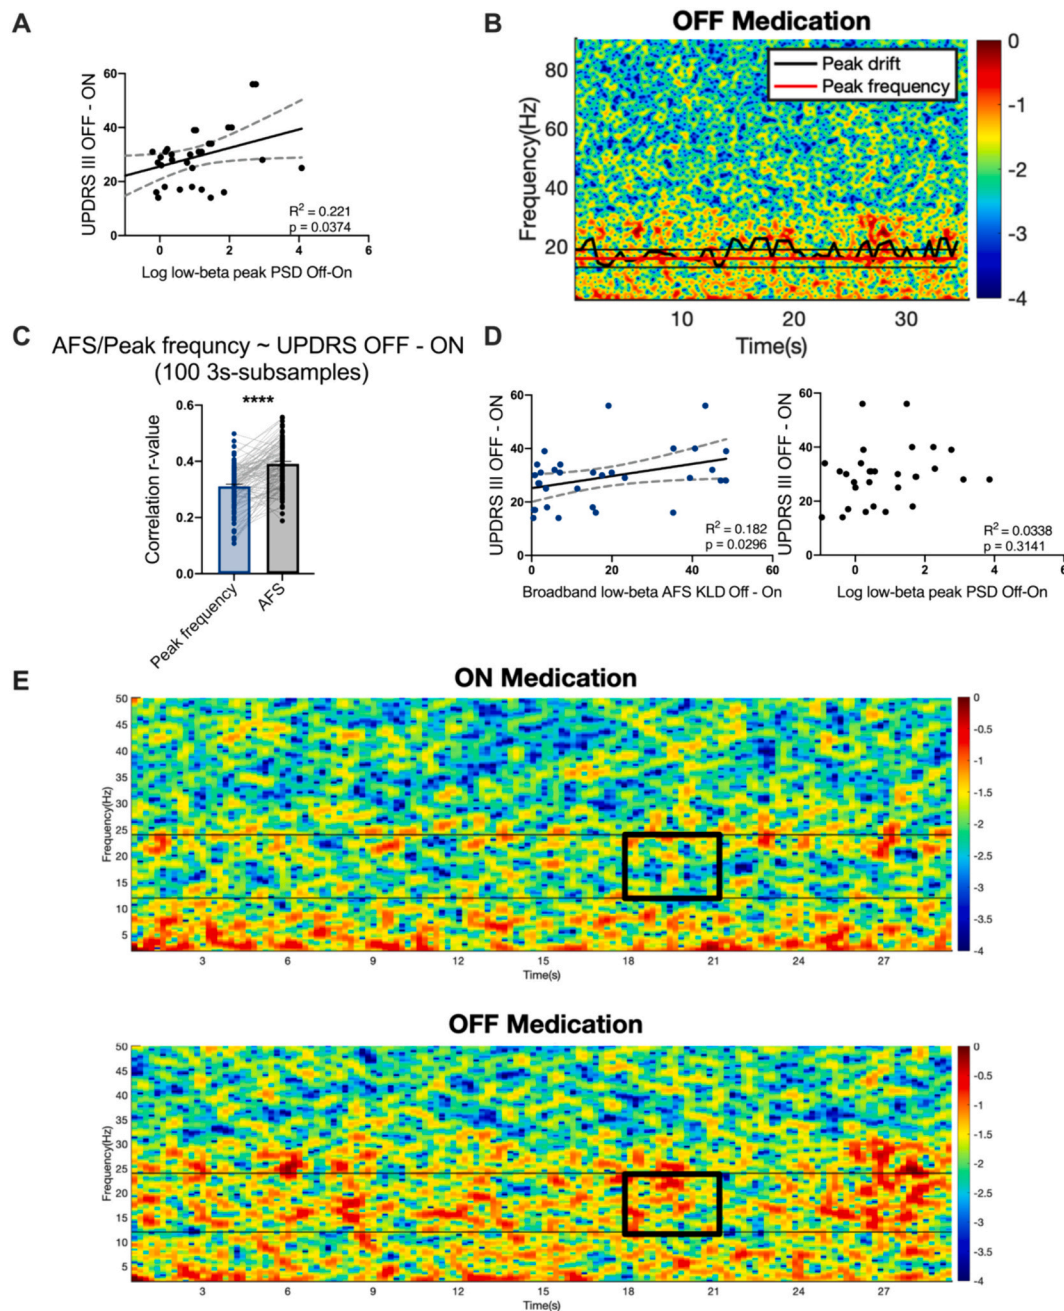 A
UPDRS III OFF - ON
60
40
20
0
0
2
4
6
R² = 0.221
p = 0.0374
Log low-beta peak PSD Off-On
B
OFF Medication
Frequency(Hz)
80
60
40
20
Peak drift
Peak frequency
10
20
30
Time(s)
0
-1
-2
-3
-4
C
AFS/Peak frequncy ~ UPDRS OFF - ON
(100 3s-subsamples)
Correlation r-value
0.6
0.4
0.2
0.0
****
Peak frequency
AFS
D
UPDRS III OFF - ON
60
40
20
0
0
20
40
60
R² = 0.182
p = 0.0296
Broadband low-beta AFS KLD Off - On
UPDRS III OFF - ON
60
40
20
0
0
2
4
6
R² = 0.0338
p = 0.3141
Log low-beta peak PSD Off-On
E
ON Medication
Frequency(Hz)
50
45
40
35
30
25
20
15
10
5
3
6
9
12
15
18
21
24
27
Time(s)
0
-0.5
-1
-1.5
-2
-2.5
-3
-3.5
-4
OFF Medication
Frequency(Hz)
50
45
40
35
30
25
20
15
10
5
3
6
9
12
15
18
21
24
27
Time(s)
0
-0.5
-1
-1.5
-2
-2.5
-3
-3.5
-4